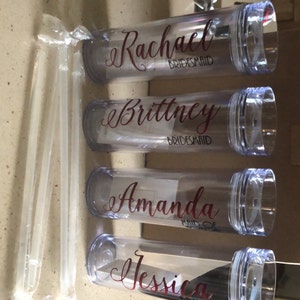 Rachael
BRIDESMAID
Brittney
BRIDESMAID
Amanda
Jessica